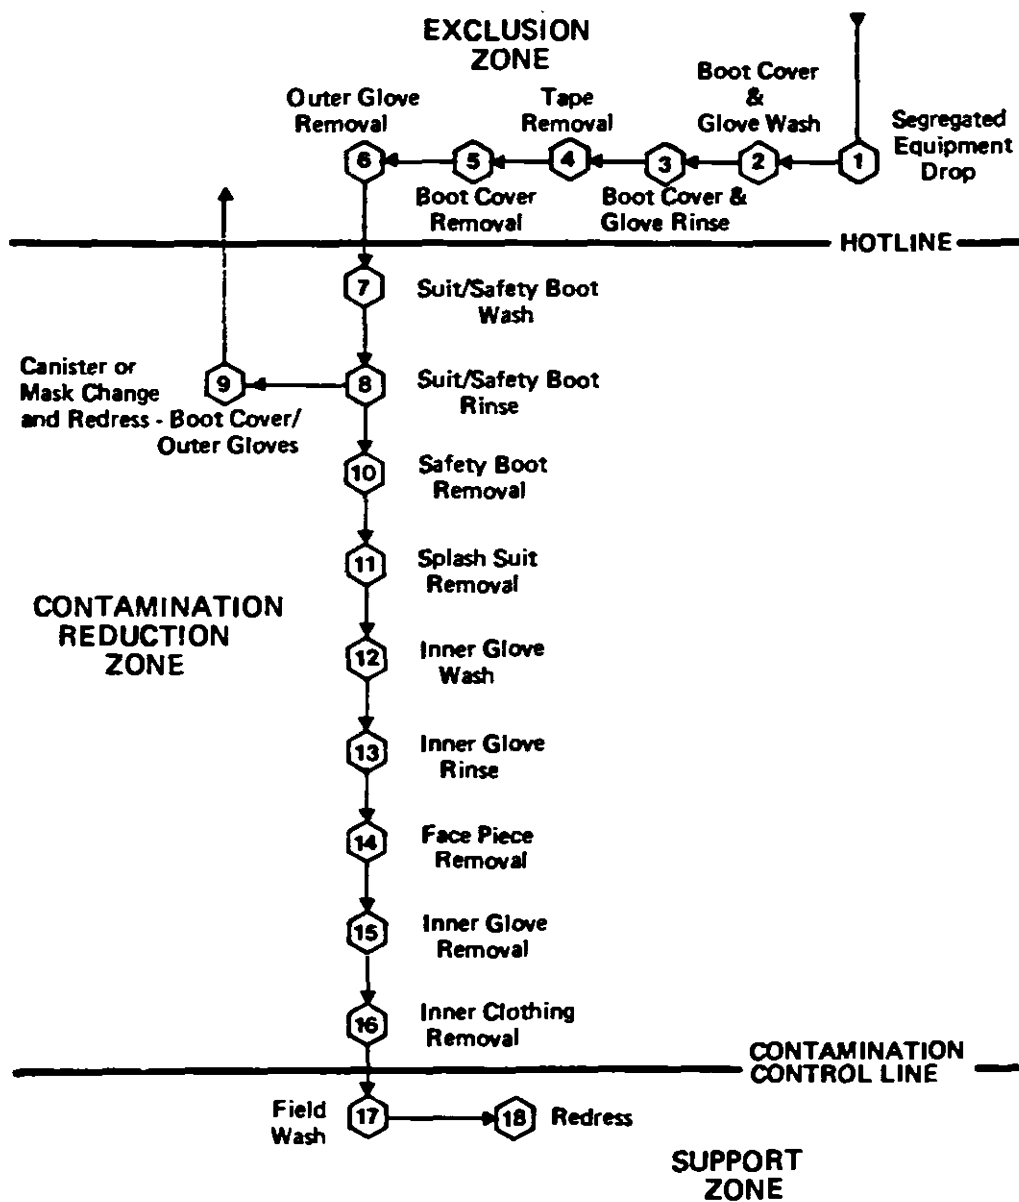 EXCLUSION
ZONE
Boot Cover
&
Glove Wash
Outer Glove
Removal
Tape
Removal
Segregated
Equipment
Drop
6
5
4
3
2
1
Boot Cover
Removal
Boot Cover &
Glove Rinse
HOTLINE
7
Suit/Safety Boot
Wash
Canister or
Mask Change
and Redress - Boot Cover/
Outer Gloves
9
8
Suit/Safety Boot
Rinse
10
Safety Boot
Removal
11
Splash Suit
Removal
CONTAMINATION
REDUCTION
ZONE
12
Inner Glove
Wash
13
Inner Glove
Rinse
14
Face Piece
Removal
15
Inner Glove
Removal
16
Inner Clothing
Removal
CONTAMINATION
CONTROL LINE
Field
Wash
17
18
Redress
SUPPORT
ZONE